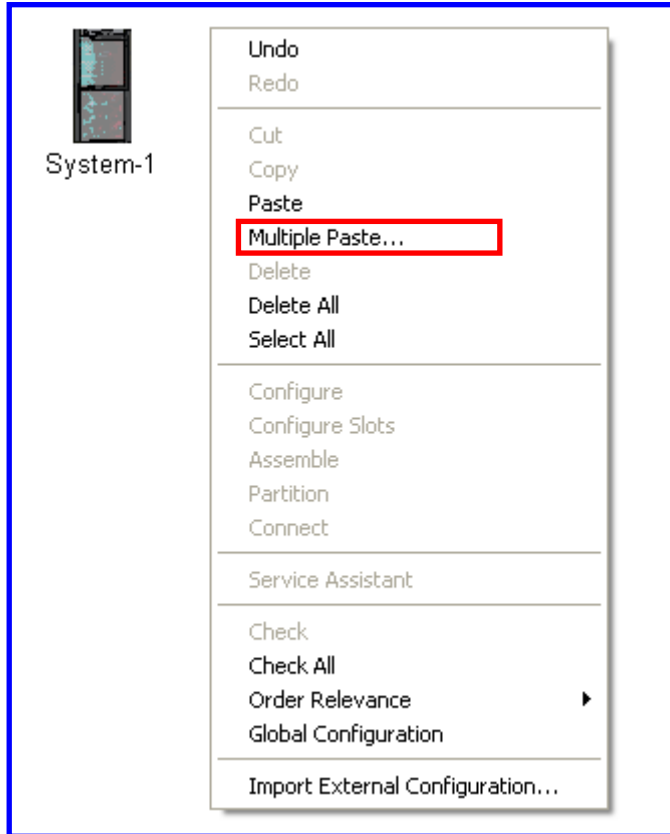 System-1
Undo
Redo
Cut
Copy
Paste
Multiple Paste...
Delete
Delete All
Select All
Configure
Configure Slots
Assemble
Partition
Connect
Service Assistant
Check
Check All
Order Relevance
Global Configuration
Import External Configuration...